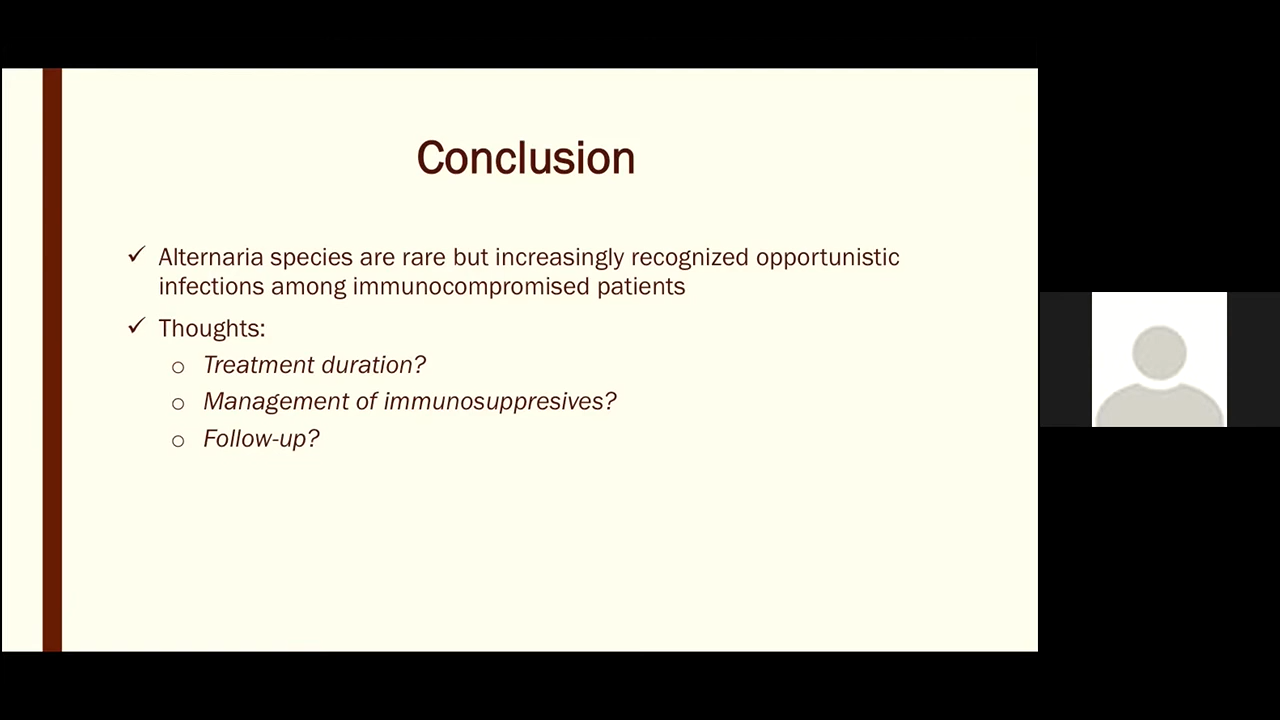 Conclusion
✓ Alternaria species are rare but increasingly recognized opportunistic
infections among immunocompromised patients
✓ Thoughts:
o Treatment duration?
o Management of immunosuppresives?
o Follow-up?